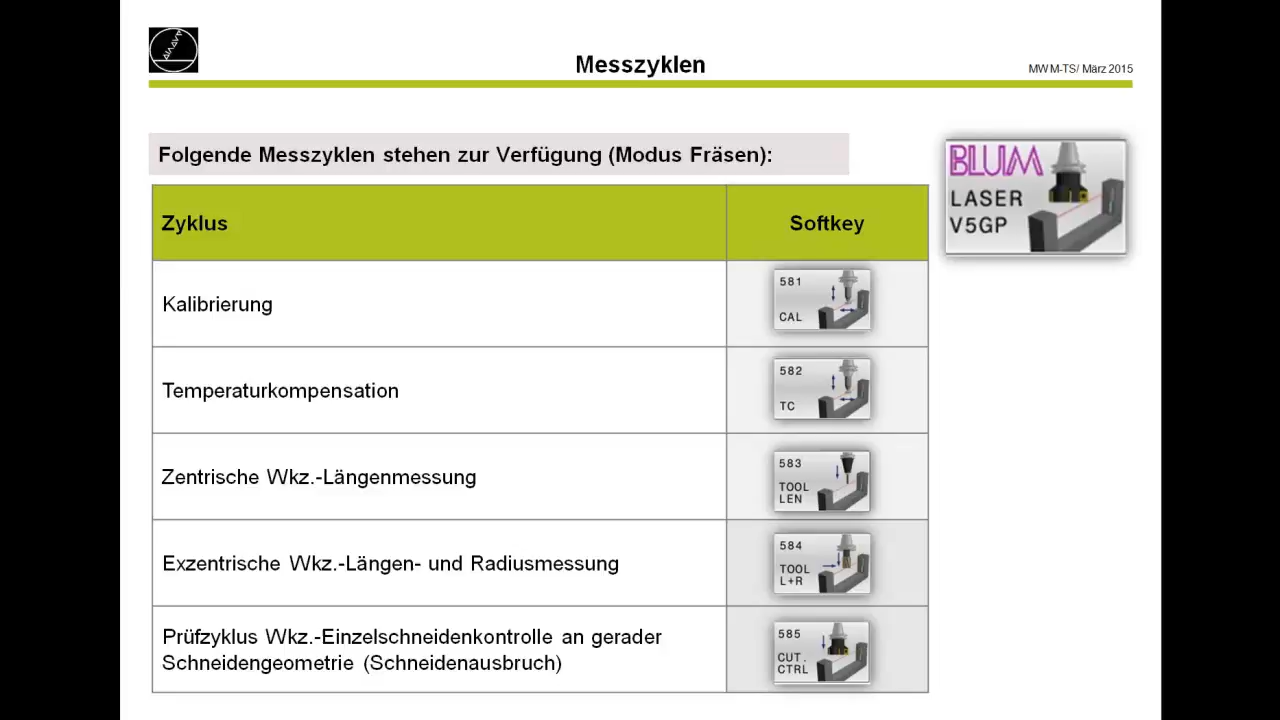 Messzyklen
MWM-TS/ März 2015
Folgende Messzyklen stehen zur Verfügung (Modus Fräsen):
BLUM
LASER
V5GP
Zyklus Softkey
Kalibrierung
581
CAL
Temperaturkompensation
582
TC
Zentrische Wkz.-Längenmessung
583
TOOL
LEN
Exzentrische Wkz.-Längen- und Radiusmessung
584
TOOL
L+R
Prüfzyklus Wkz.-Einzelschneidenkontrolle an gerader
Schneidengeometrie (Schneidenausbruch)
585
CUT.
CTRL